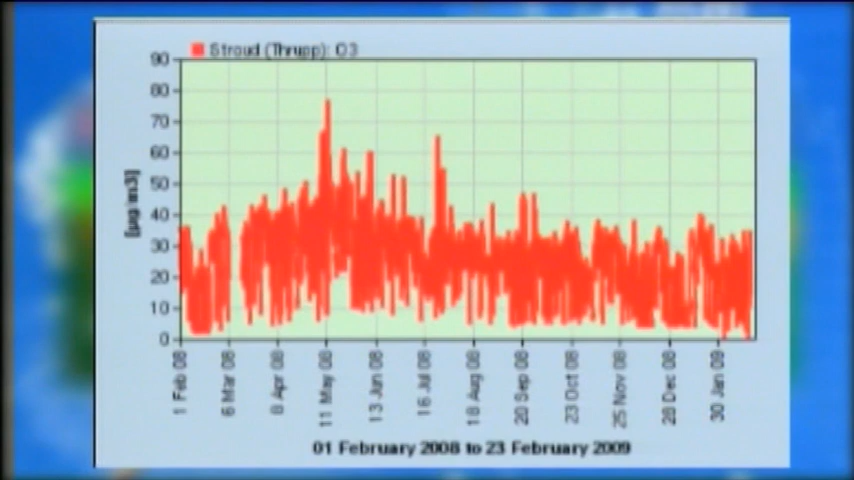 Stroud (Thrupp): O3
90
80
70
60
50
40
30
20
10
0
[µg/m3]
1 Feb 08
6 Mar 08
8 Apr 08
11 May 08
13 Jun 08
16 Jul 08
18 Aug 08
20 Sep 08
23 Oct 08
25 Nov 08
28 Dec 08
30 Jan 09
01 February 2008 to 23 February 2009